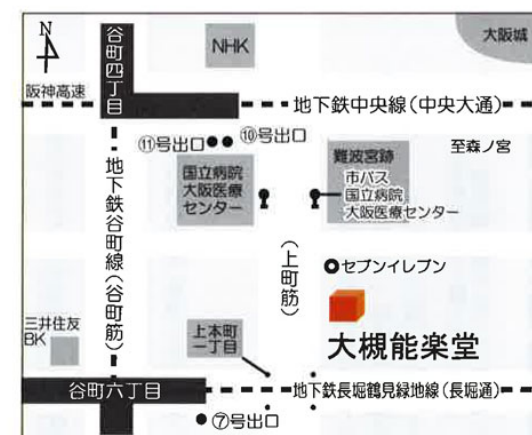 N
谷町四丁目
NHK
大阪城
阪神高速
地下鉄中央線(中央大通)
⑪号出口
⑩号出口
至森ノ宮
国立病院
大阪医療
センター
難波宮跡
市バス
国立病院
大阪医療センター
地下鉄谷町線(谷町筋)
(上町筋)
セブンイレブン
三井住友
BK
上本町
一丁目
大槻能楽堂
谷町六丁目
地下鉄長堀鶴見緑地線(長堀通)
⑦号出口